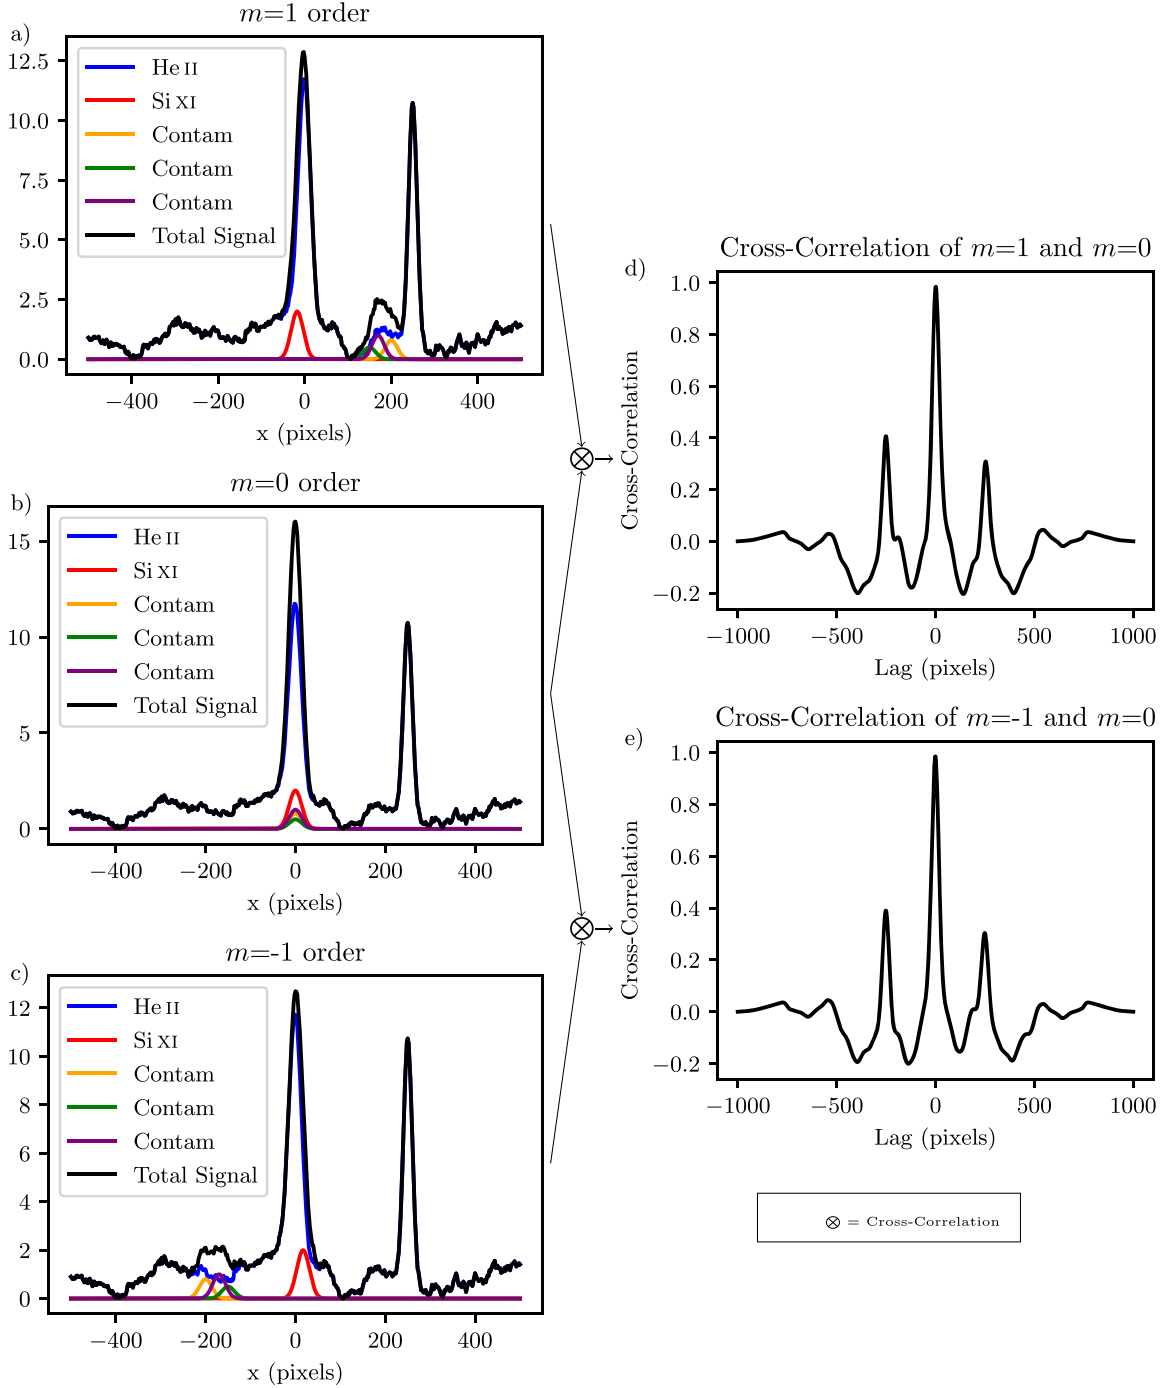 m=1 order
a)
12.5
10.0
7.5
5.0
2.5
0.0
He II
Si XI
Contam
Contam
Contam
Total Signal
−400 −200 0 200 400
x (pixels)
m=0 order
b)
15
10
5
0
He II
Si XI
Contam
Contam
Contam
Total Signal
−400 −200 0 200 400
x (pixels)
m=-1 order
c)
12
10
8
6
4
2
0
He II
Si XI
Contam
Contam
Contam
Total Signal
−400 −200 0 200 400
x (pixels)
Cross-Correlation of m=1 and m=0
d)
Cross-Correlation
1.0
0.8
0.6
0.4
0.2
0.0
−0.2
−1000 −500 0 500 1000
Lag (pixels)
Cross-Correlation of m=-1 and m=0
e)
Cross-Correlation
1.0
0.8
0.6
0.4
0.2
0.0
−0.2
−1000 −500 0 500 1000
Lag (pixels)
⊗ = Cross-Correlation